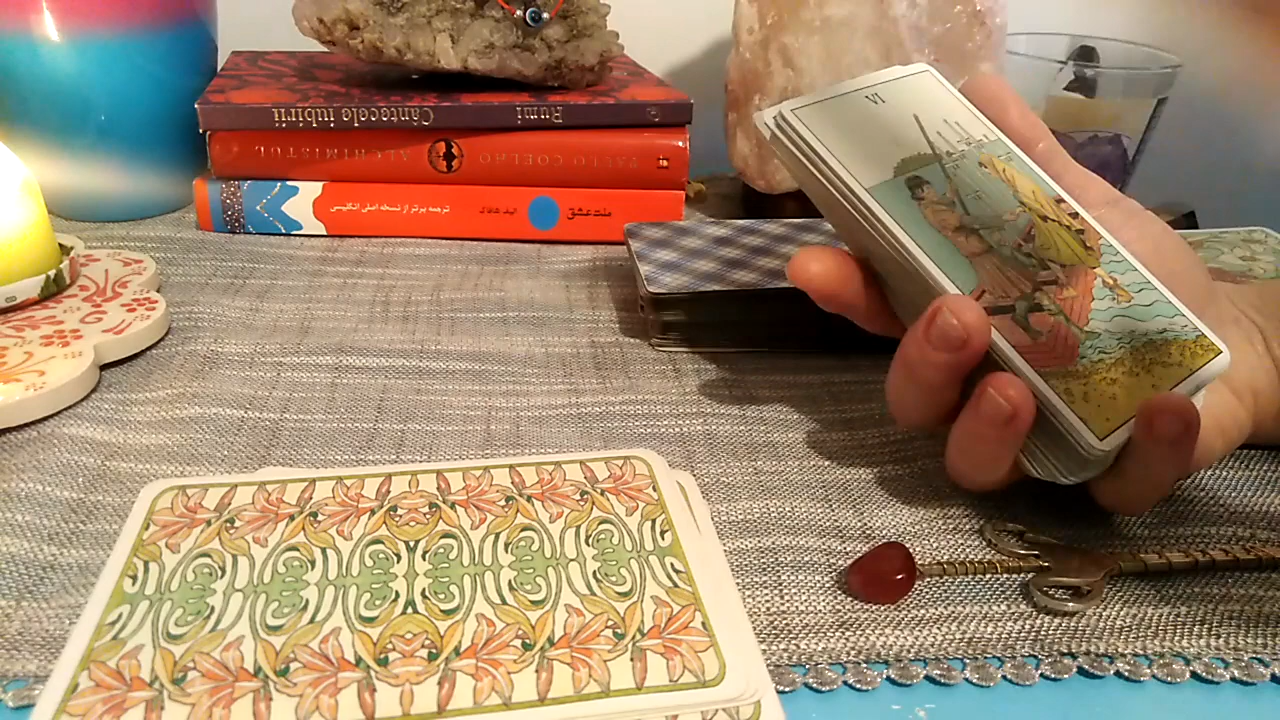 Rumi
Cântecele iubirii
PAULO COELHO
ALCHIMISTUL
ملت عشق
الیف شافاک
ترجمه برتر از نسخه اصلی انگلیسی
VI